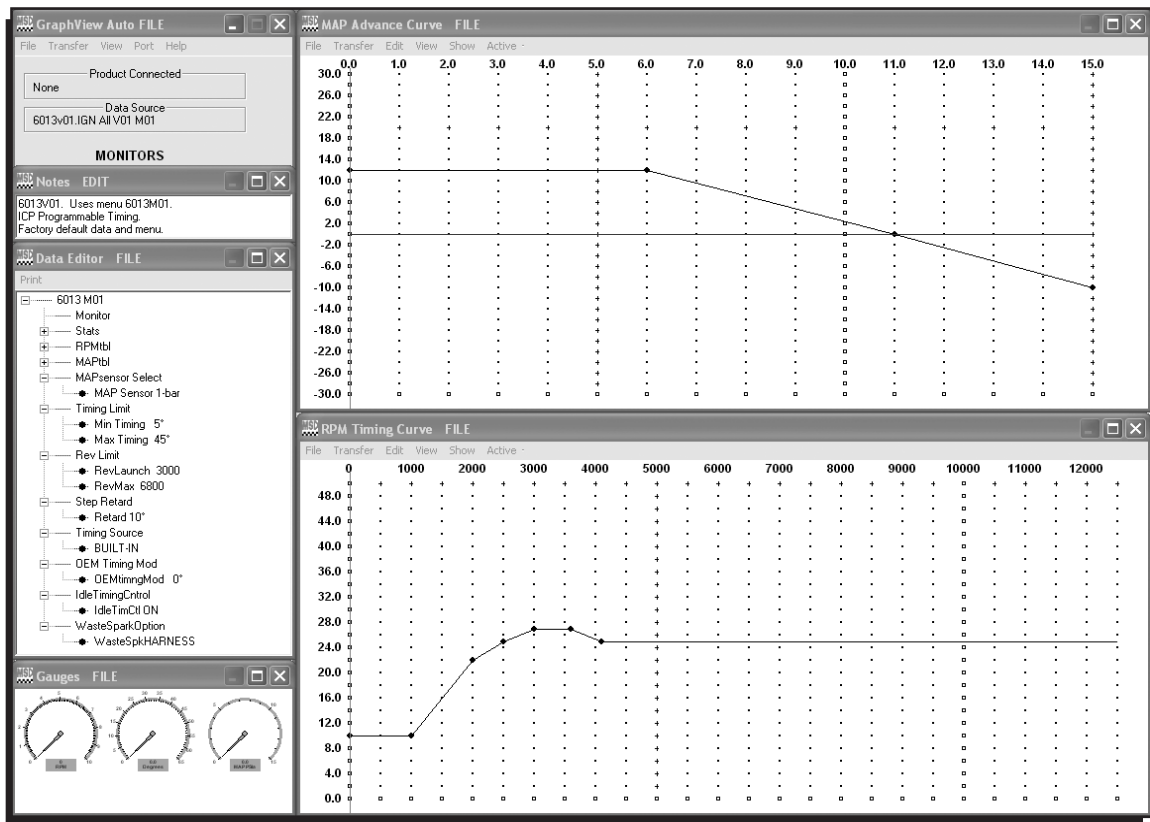 GraphView Auto FILE
File Transfer View Port Help
Product Connected
None
Data Source
6013v01.IGN All V01 M01
MONITORS
Notes EDIT
6013V01. Uses menu 6013M01.
ICP Programmable Timing.
Factory default data and menu.
Data Editor FILE
Print
6013 M01
Monitor
Stats
RPMtbl
MAPtbl
MAPsensor Select
MAP Sensor 1-bar
Timing Limit
Min Timing 5°
Max Timing 45°
Rev Limit
RevLaunch 3000
RevMax 6800
Step Retard
Retard 10°
Timing Source
BUILT-IN
OEM Timing Mod
OEMtimngMod 0°
IdleTimingCntrol
IdleTimCtl ON
WasteSparkOption
WasteSpkHARNESS
Gauges FILE
RPM
Degrees
MAP PSIa
MAP Advance Curve FILE
File Transfer Edit View Show Active -
0.0 1.0 2.0 3.0 4.0 5.0 6.0 7.0 8.0 9.0 10.0 11.0 12.0 13.0 14.0 15.0
30.0
26.0
22.0
18.0
14.0
10.0
6.0
2.0
-2.0
-6.0
-10.0
-14.0
-18.0
-22.0
-26.0
-30.0
RPM Timing Curve FILE
File Transfer Edit View Show Active -
0 1000 2000 3000 4000 5000 6000 7000 8000 9000 10000 11000 12000
48.0
44.0
40.0
36.0
32.0
28.0
24.0
20.0
16.0
12.0
8.0
4.0
0.0